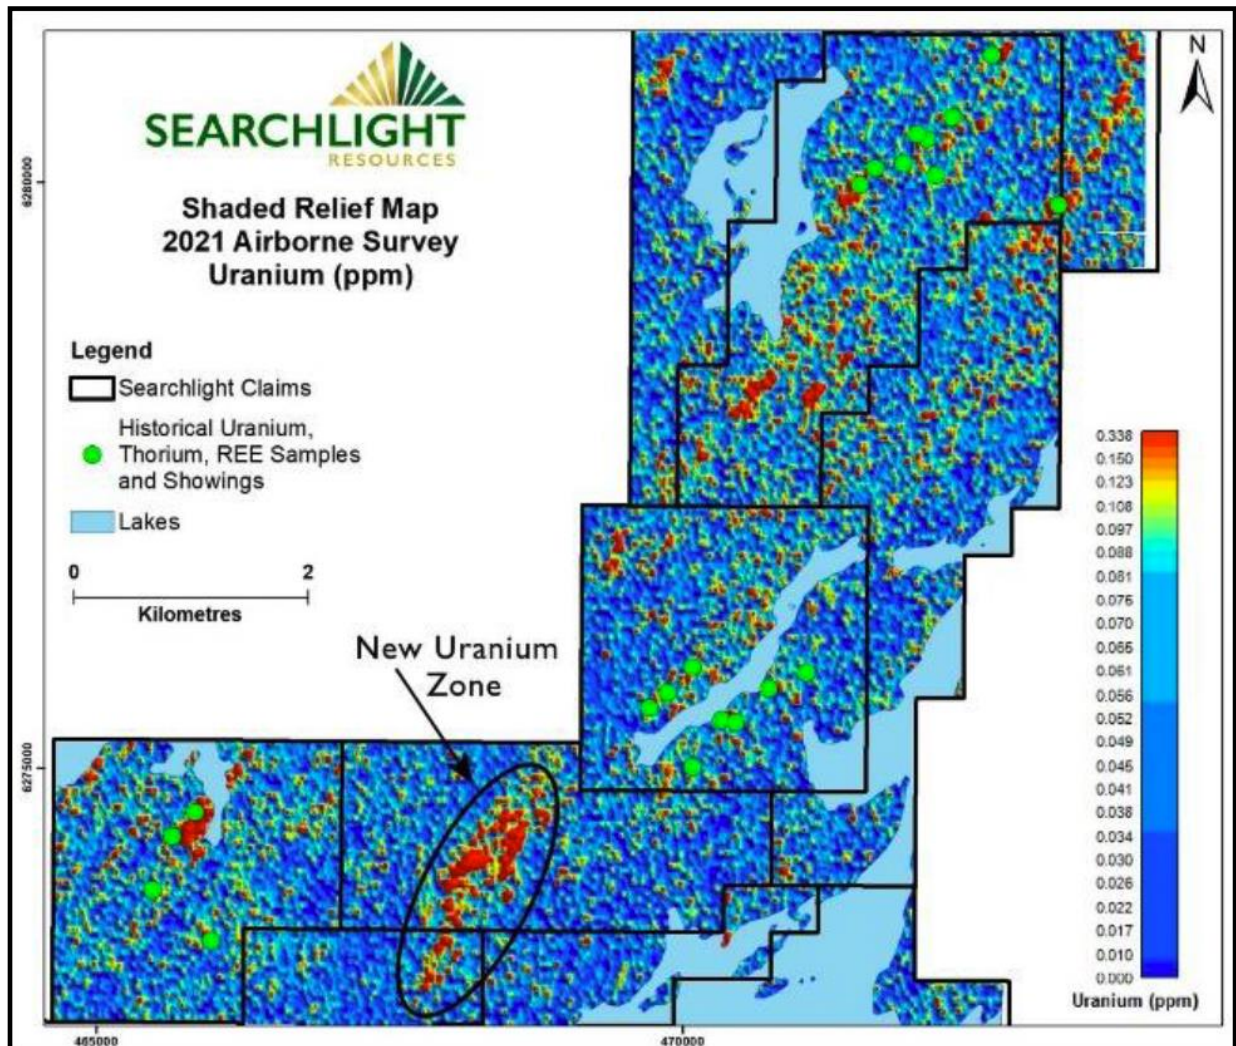 SEARCHLIGHT
RESOURCES
Shaded Relief Map
2021 Airborne Survey
Uranium (ppm)
Legend
Searchlight Claims
Historical Uranium,
Thorium, REE Samples
and Showings
Lakes
0 2
Kilometres
New Uranium
Zone
N
6280000
6275000
465000
470000
0.338
0.150
0.123
0.108
0.097
0.088
0.081
0.076
0.070
0.065
0.061
0.056
0.052
0.049
0.045
0.041
0.038
0.034
0.030
0.026
0.022
0.017
0.010
0.000
Uranium (ppm)